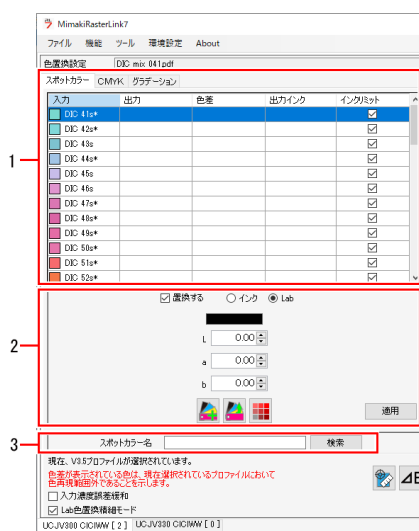 MimakiRasterLink7
ファイル 機能 ツール 環境設定 About
色置換設定 DIC mix 041.pdf
スポットカラー CMYK グラデーション
入力 出力 色差 出力インク インクリミット
DIC 41s*
DIC 42s*
DIC 43s
DIC 44s*
DIC 45s
DIC 46s
DIC 47s*
DIC 48s*
DIC 49s*
DIC 50s*
DIC 51s*
DIC 52s*
1
置換する インク Lab
L 0.00
a 0.00
b 0.00
適用
2
スポットカラー名 検索
3
現在、V3.5プロファイルが選択されています。
色差が表示されている色は、現在選択されているプロファイルにおいて
色再現範囲外であることを示します。
入力濃度誤差緩和
Lab色置換精細モード
UCJV300 CICIWW [ 2 ] UCJV300 CICIWW [ 0 ]